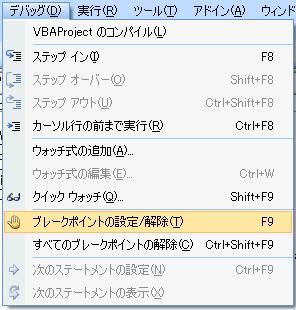 デバッグ(D) 実行(R) ツール(T) アドイン(A) ウィンド
VBAProject のコンパイル(L)
ステップ イン(I) F8
ステップ オーバー(O) Shift+F8
ステップ アウト(U) Ctrl+Shift+F8
カーソル行の前まで実行(R) Ctrl+F8
ウォッチ式の追加(A)...
ウォッチ式の編集(E)... Ctrl+W
クイック ウォッチ(Q)... Shift+F9
ブレークポイントの設定/解除(T) F9
すべてのブレークポイントの解除(C) Ctrl+Shift+F9
次のステートメントの設定(N)
次のステートメントの表示(X)